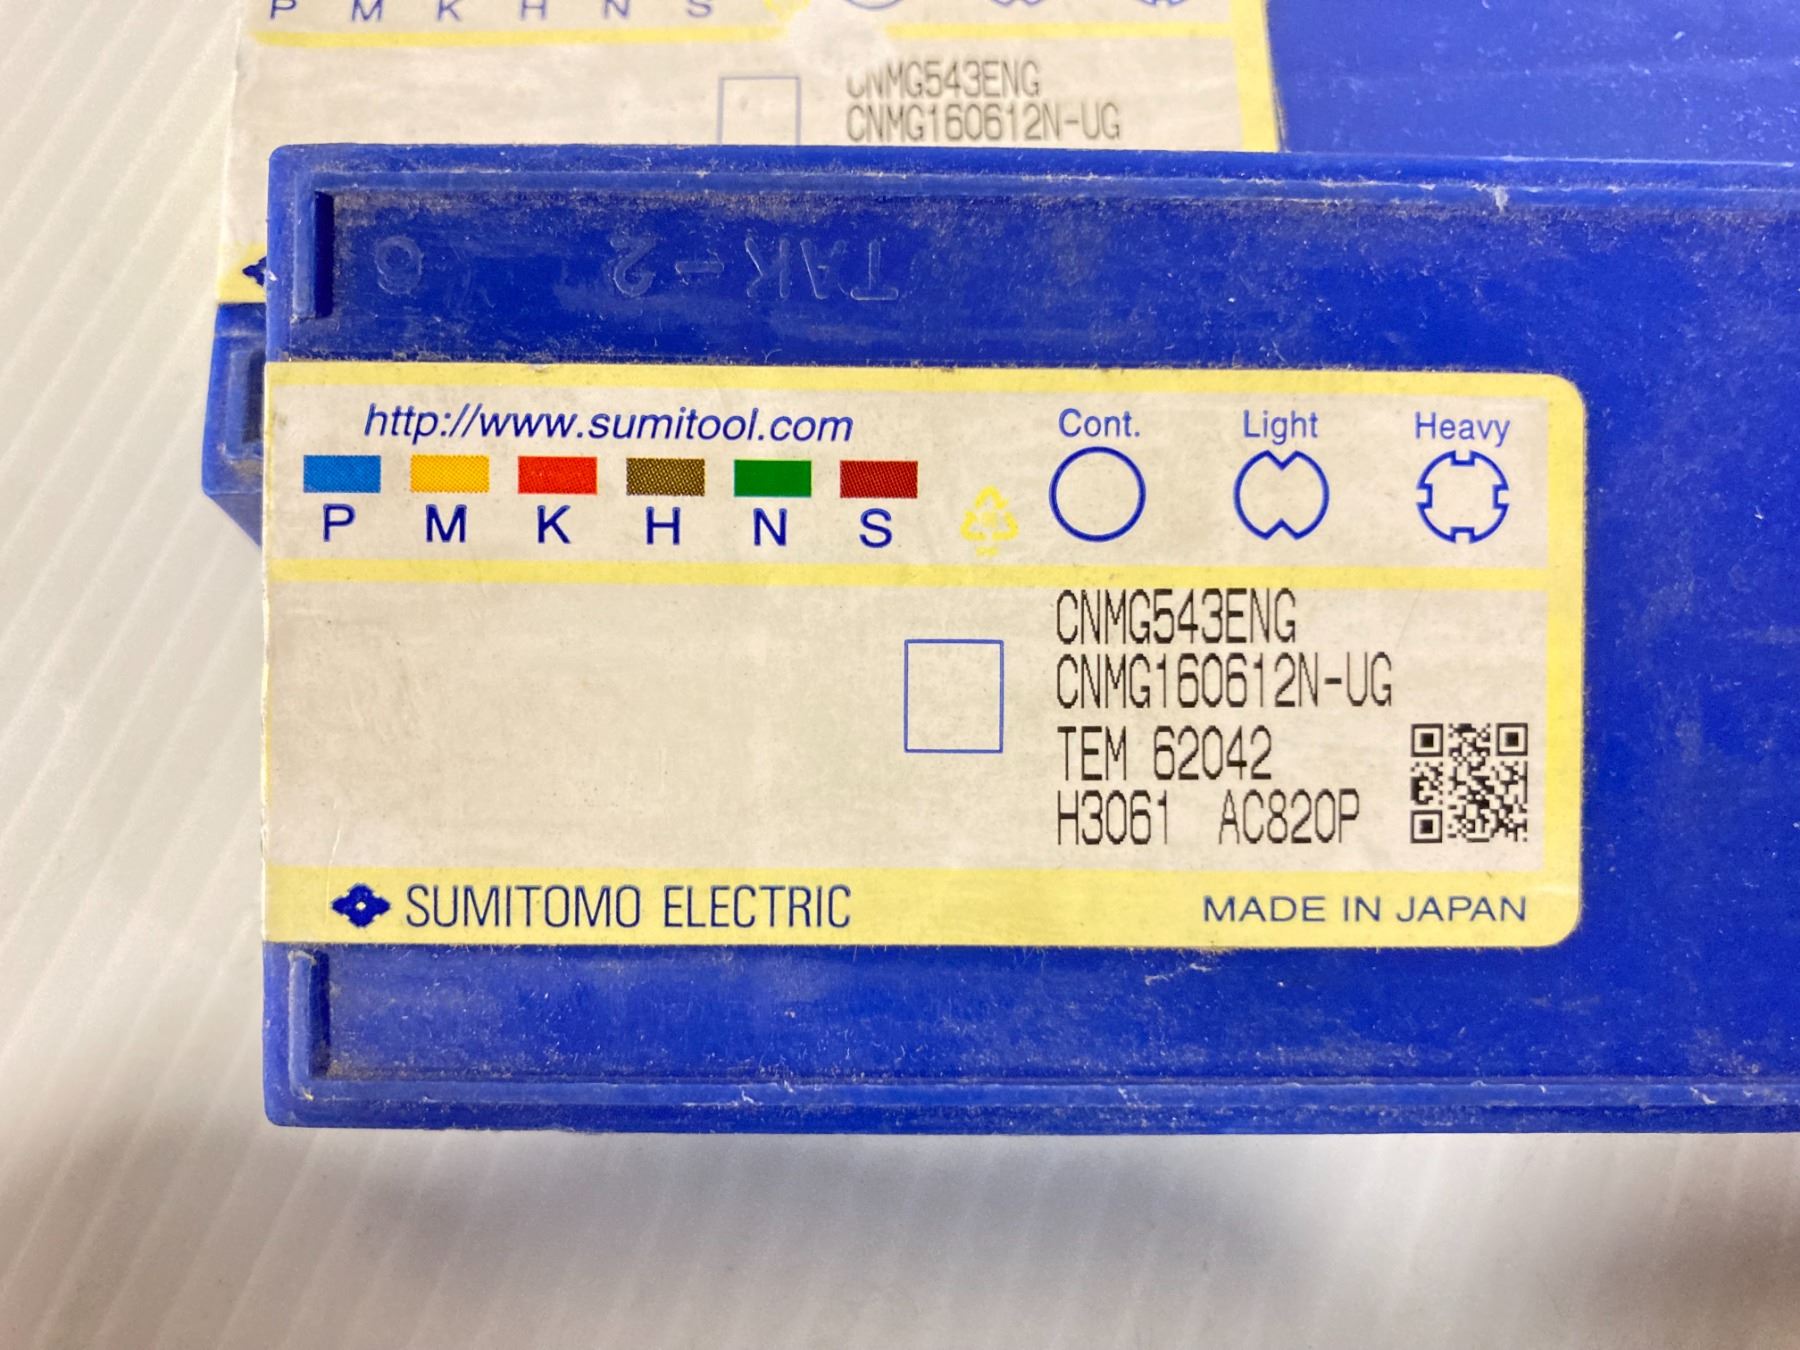 P M K H N S
CNMG543ENG
CNMG160612N-UG
TAK-2 6
http://www.sumitool.com
Cont. Light Heavy
P M K H N S
CNMG543ENG
CNMG160612N-UG
TEM 62042
H3061 AC820P
SUMITOMO ELECTRIC
MADE IN JAPAN